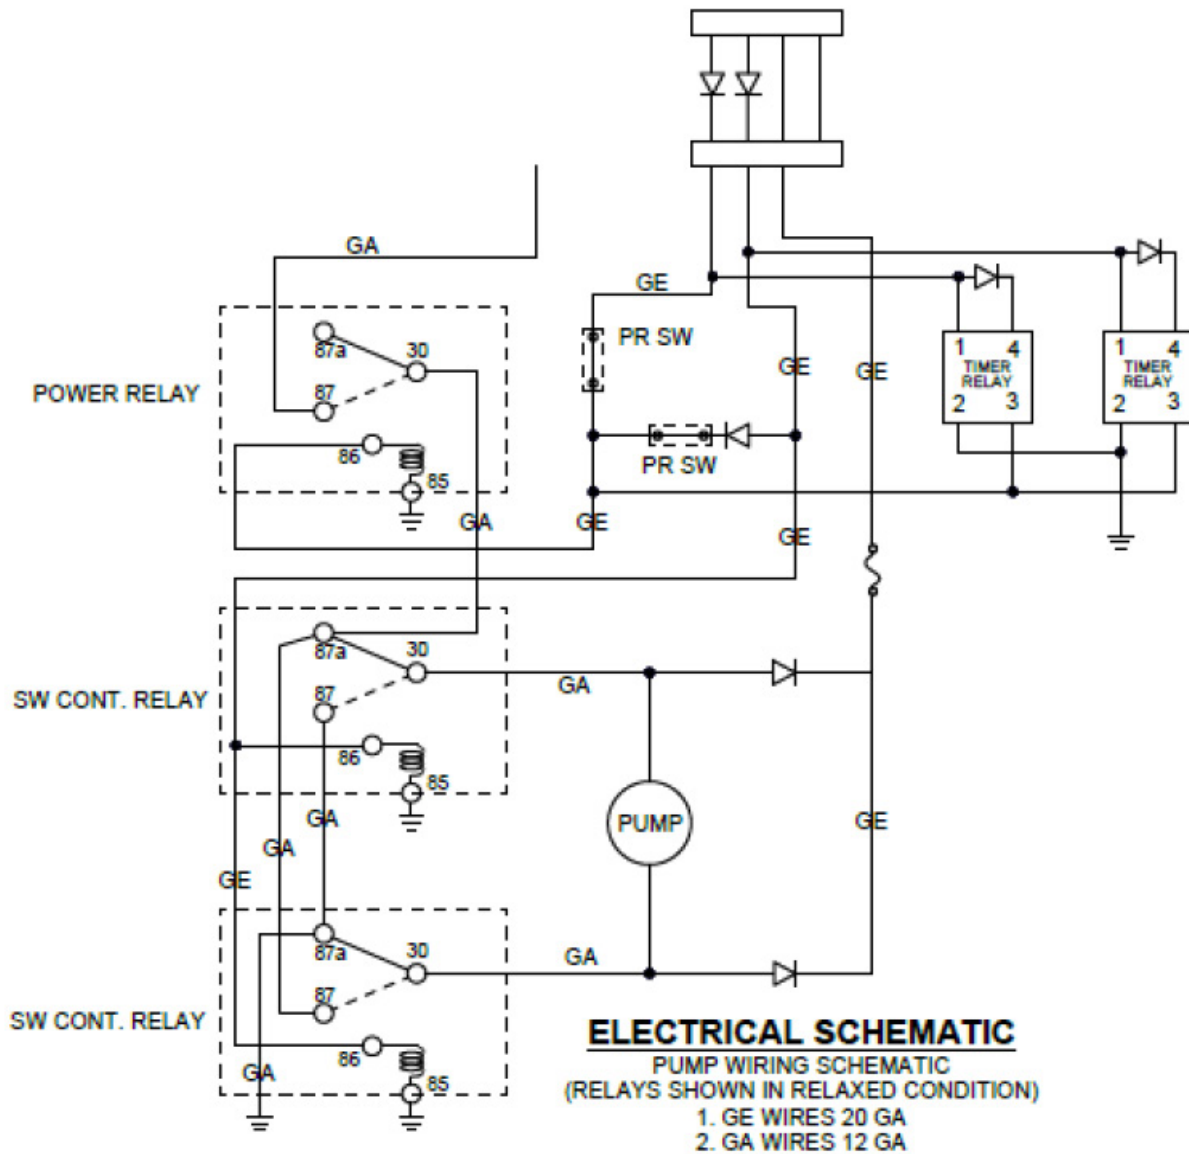 GA
GE
PR SW
GE
GE
1 4
TIMER
RELAY
2 3
1 4
TIMER
RELAY
2 3
POWER RELAY
87a
30
87
86
85
PR SW
GA
GE
GE
SW CONT. RELAY
87a
30
87
86
85
GA
GA
GA
GE
PUMP
GE
SW CONT. RELAY
87a
30
87
86
85
GA
GA
ELECTRICAL SCHEMATIC
PUMP WIRING SCHEMATIC
(RELAYS SHOWN IN RELAXED CONDITION)
1. GE WIRES 20 GA
2. GA WIRES 12 GA